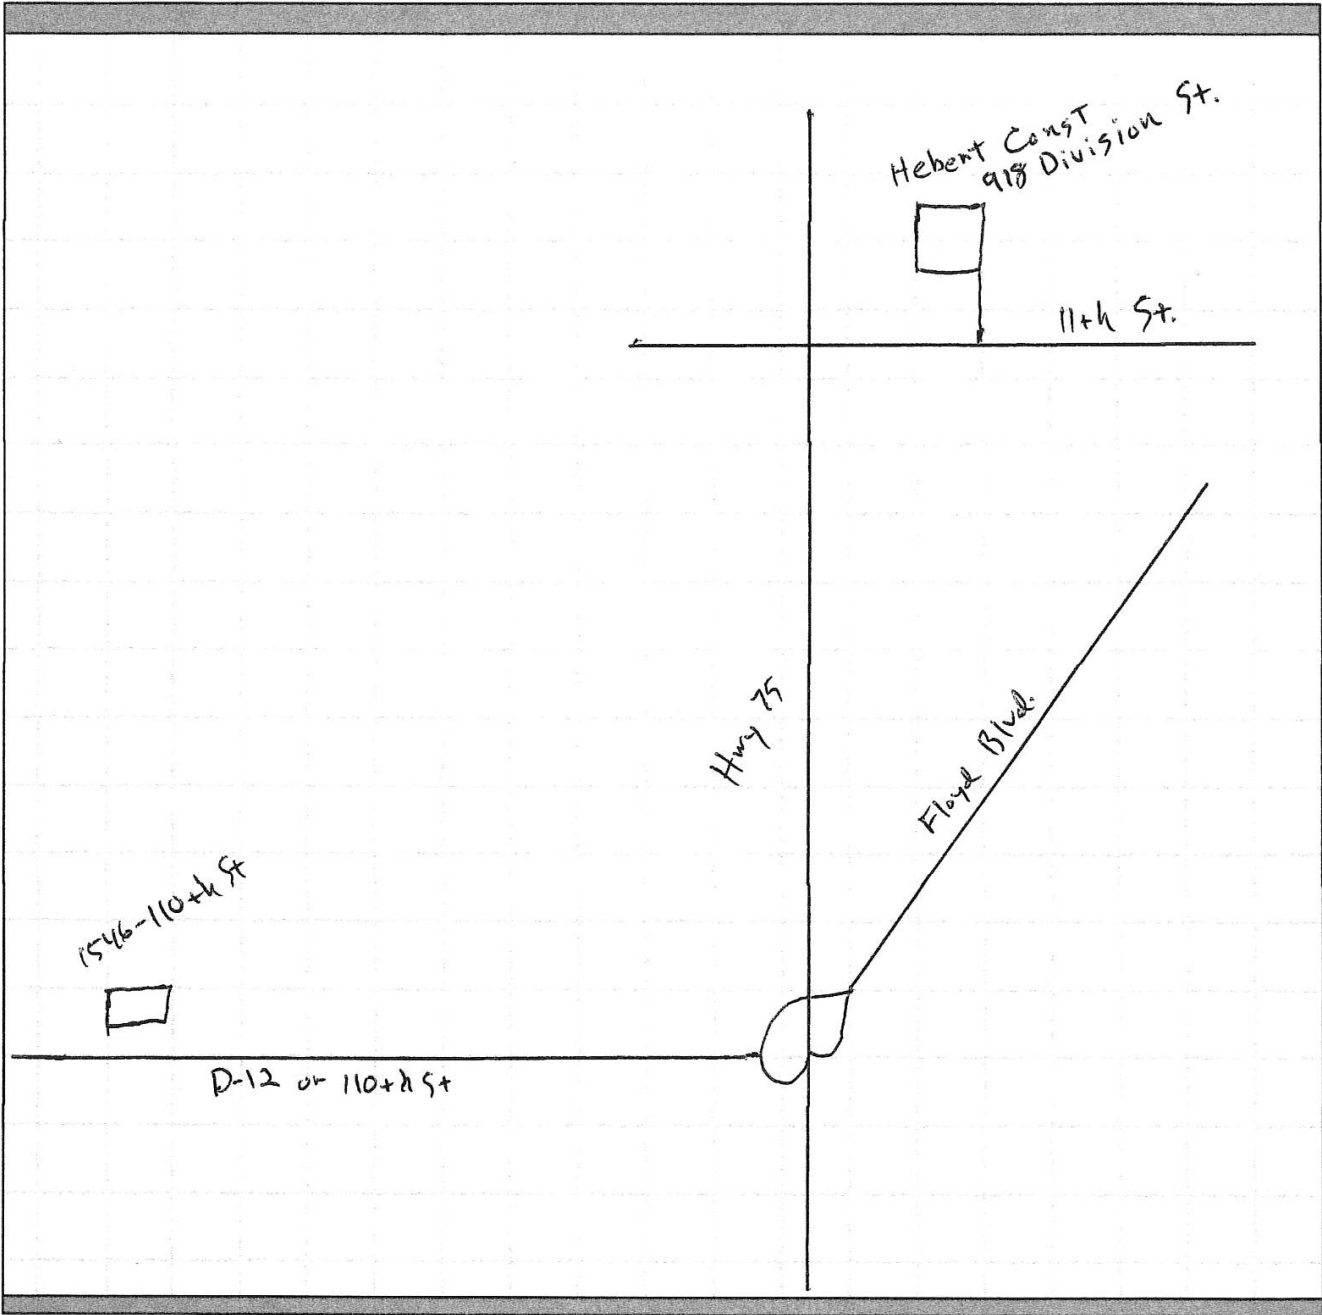 Hebert Const
918 Division St.
11th St.
Hwy 75
Floyd Blvd.
1546-110th St
D-12 or 110th St